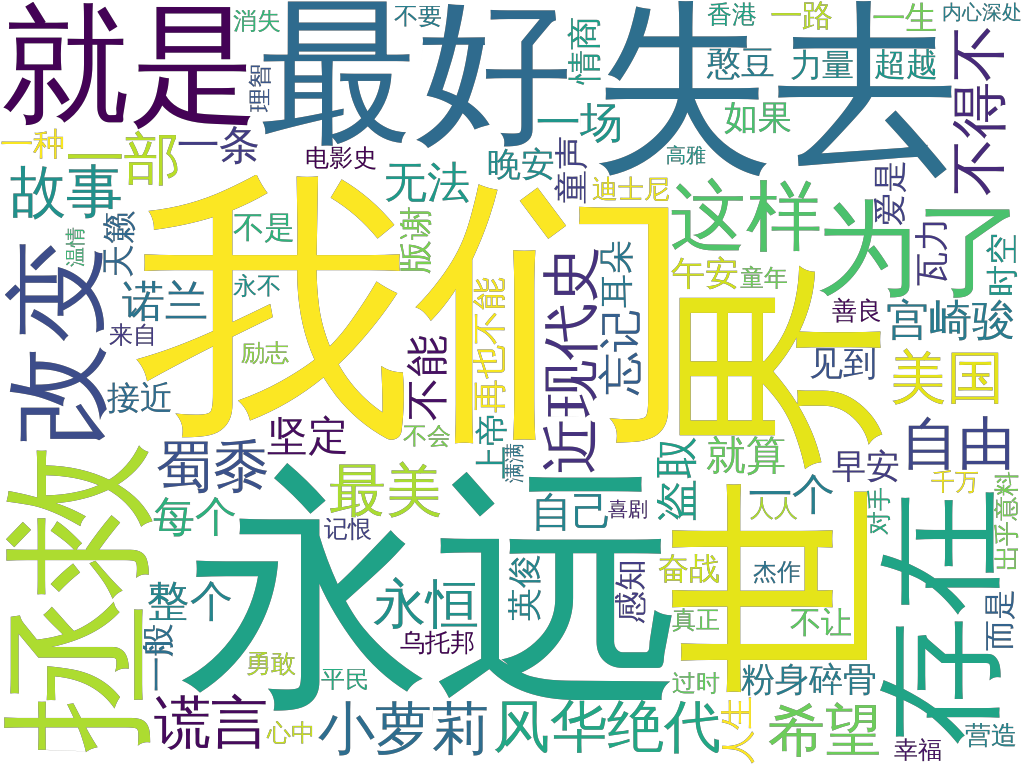 就是
消失
理智
最好
不要
情商
失去
香港
一路
一生
内心深处
憨豆
力量
超越
一场
如果
不得不
一种
一部
一条
电影史
无法
晚安
童声
高雅
迪士尼
爱是
故事
天籁
温情
不是
版谢
这样
为了
瓦力
时空
我们
永不
诺兰
来自
励志
改变
接近
不能
再也不能
近现代史
耳朵
忘记
午安
童年
善良
宫崎骏
见到
美国
世界
坚定
不会
上帝
满满
蜀黍
最美
盗取
就算
早安
自由
千万
拯救
每个
记恨
永远
自己
喜剧
一个
人人
对手
存在
出乎意料
整个
一般
永恒
乌托邦
英俊
感知
奋战
杰作
真正
不让
而是
勇敢
平民
过时
粉身碎骨
谎言
心中
小萝莉
风华绝代
人生
希望
幸福
营造